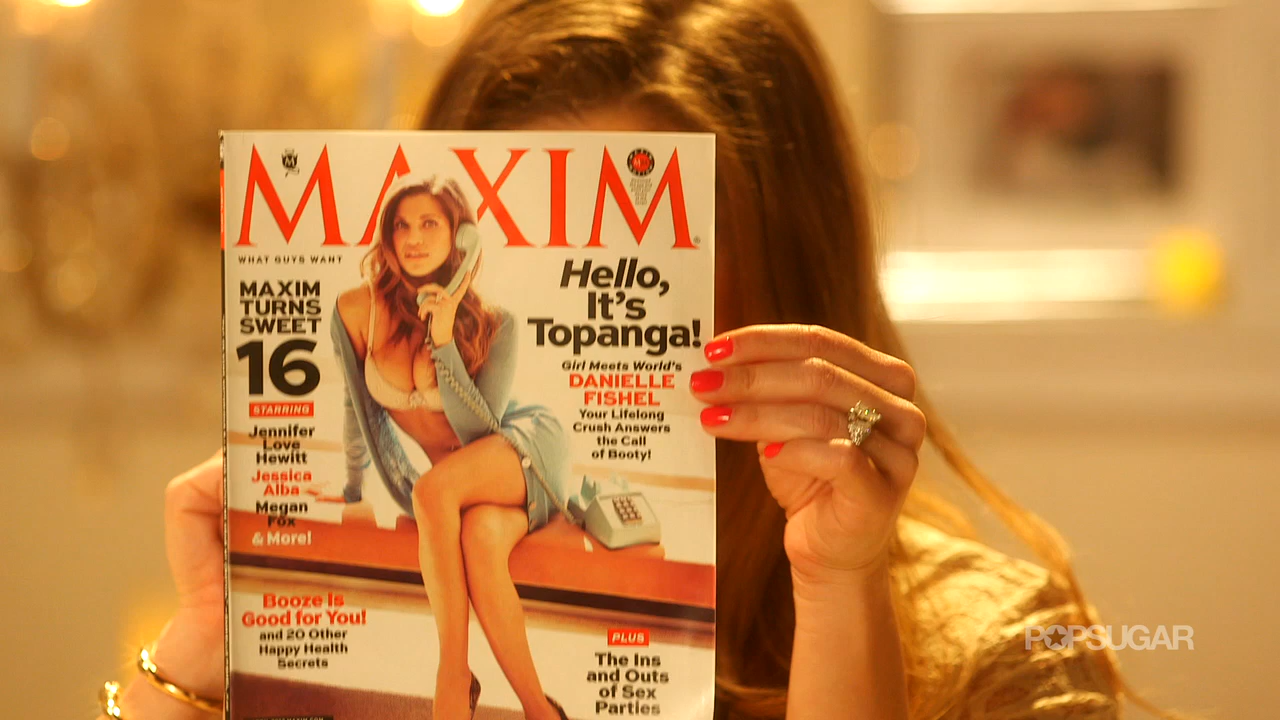 MAXIM
WHAT GUYS WANT
MAXIM
TURNS
SWEET
16
STARRING
Jennifer
Love
Hewitt
Jessica
Alba
Megan
Fox
& More!
Booze Is
Good for You!
and 20 Other
Happy Health
Secrets
Hello,
It's
Topanga!
Girl Meets World's
DANIELLE
FISHEL
Your Lifelong
Crush Answers
the Call
of Booty!
PLUS
The Ins
and Outs
of Sex
Parties
POPSUGAR